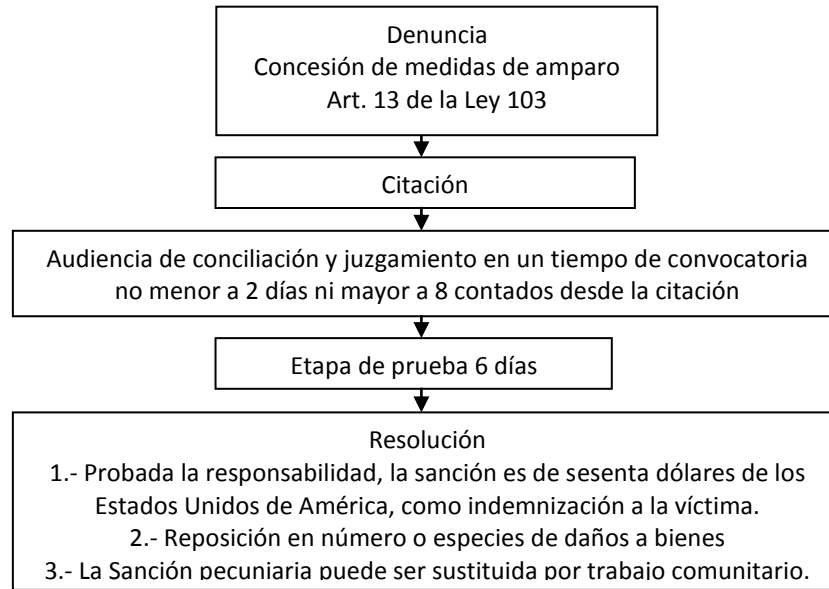 Denuncia
Concesión de medidas de amparo
Art. 13 de la Ley 103
Citación
Audiencia de conciliación y juzgamiento en un tiempo de convocatoria
no menor a 2 días ni mayor a 8 contados desde la citación
Etapa de prueba 6 días
Resolución
1.- Probada la responsabilidad, la sanción es de sesenta dólares de los
Estados Unidos de América, como indemnización a la víctima.
2.- Reposición en número o especies de daños a bienes
3.- La Sanción pecuniaria puede ser sustituida por trabajo comunitario.